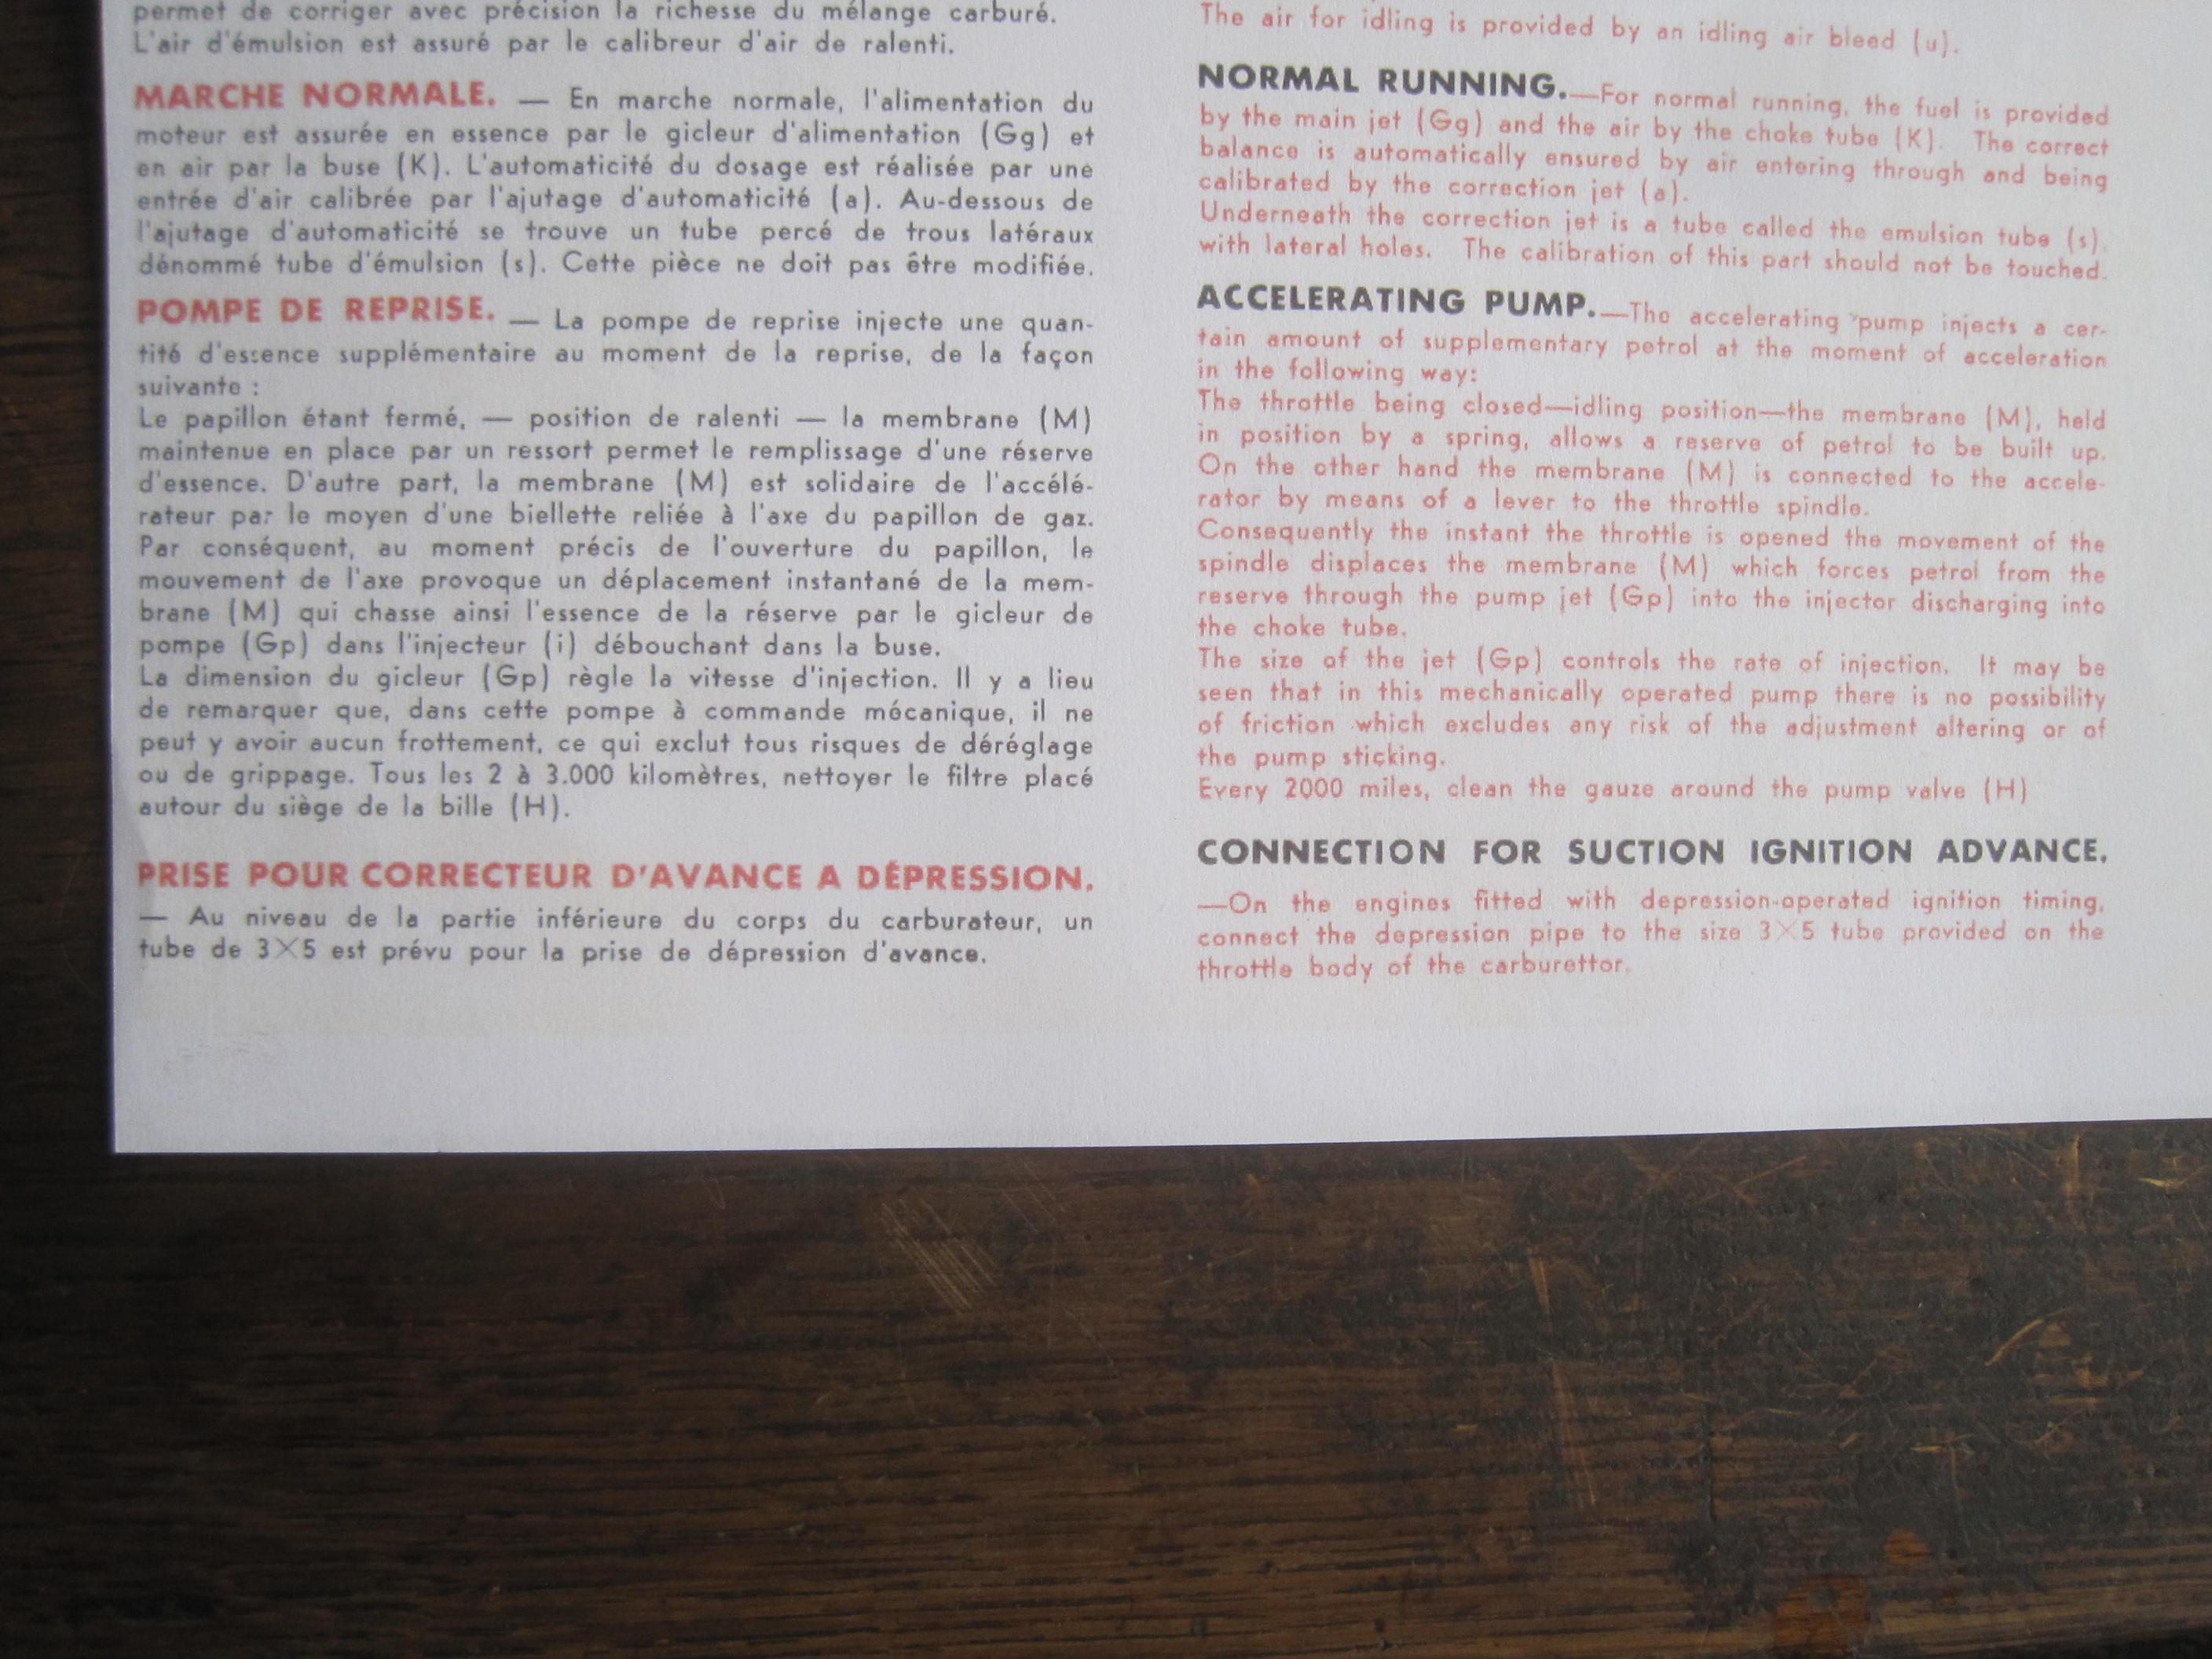 permet de corriger avec précision la richesse du mélange carburé.
L'air d'émulsion est assuré par le calibreur d'air de ralenti.
MARCHE NORMALE. — En marche normale, l'alimentation du
moteur est assurée en essence par le gicleur d'alimentation (Gg) et
en air par la buse (K). L'automaticité du dosage est réalisée par une
entrée d'air calibrée par l'ajutage d'automaticité (a). Au-dessous de
l'ajutage d'automaticité se trouve un tube percé de trous latéraux
dénommé tube d'émulsion (s). Cette pièce ne doit pas être modifiée.
POMPE DE REPRISE. — La pompe de reprise injecte une quan-
tité d'essence supplémentaire au moment de la reprise, de la façon
suivante :
Le papillon étant fermé, — position de ralenti — la membrane (M)
maintenue en place par un ressort permet le remplissage d'une réserve
d'essence. D'autre part, la membrane (M) est solidaire de l'accélé-
rateur par le moyen d'une biellette reliée à l'axe du papillon de gaz.
Par conséquent, au moment précis de l'ouverture du papillon, le
mouvement de l'axe provoque un déplacement instantané de la mem-
brane (M) qui chasse ainsi l'essence de la réserve par le gicleur de
pompe (Gp) dans l'injecteur (i) débouchant dans la buse.
La dimension du gicleur (Gp) règle la vitesse d'injection. Il y a lieu
de remarquer que, dans cette pompe à commande mécanique, il ne
peut y avoir aucun frottement, ce qui exclut tous risques de déréglage
ou de grippage. Tous les 2 à 3.000 kilomètres, nettoyer le filtre placé
autour du siège de la bille (H).
PRISE POUR CORRECTEUR D'AVANCE A DÉPRESSION.
— Au niveau de la partie inférieure du corps du carburateur, un
tube de 3×5 est prévu pour la prise de dépression d'avance.
The air for idling is provided by an idling air bleed (u).
NORMAL RUNNING.—For normal running, the fuel is provided
by the main jet (Gg) and the air by the choke tube (K). The correct
balance is automatically ensured by air entering through and being
calibrated by the correction jet (a).
Underneath the correction jet is a tube called the emulsion tube (s),
with lateral holes. The calibration of this part should not be touched.
ACCELERATING PUMP.—The accelerating pump injects a cer-
tain amount of supplementary petrol at the moment of acceleration
in the following way:
The throttle being closed—idling position—the membrane (M), held
in position by a spring, allows a reserve of petrol to be built up.
On the other hand the membrane (M) is connected to the accele-
rator by means of a lever to the throttle spindle.
Consequently the instant the throttle is opened the movement of the
spindle displaces the membrane (M) which forces petrol from the
reserve through the pump jet (Gp) into the injector discharging into
the choke tube.
The size of the jet (Gp) controls the rate of injection. It may be
seen that in this mechanically operated pump there is no possibility
of friction which excludes any risk of the adjustment altering or of
the pump sticking.
Every 2000 miles, clean the gauze around the pump valve (H)
CONNECTION FOR SUCTION IGNITION ADVANCE.
—On the engines fitted with depression-operated ignition timing,
connect the depression pipe to the size 3×5 tube provided on the
throttle body of the carburettor.